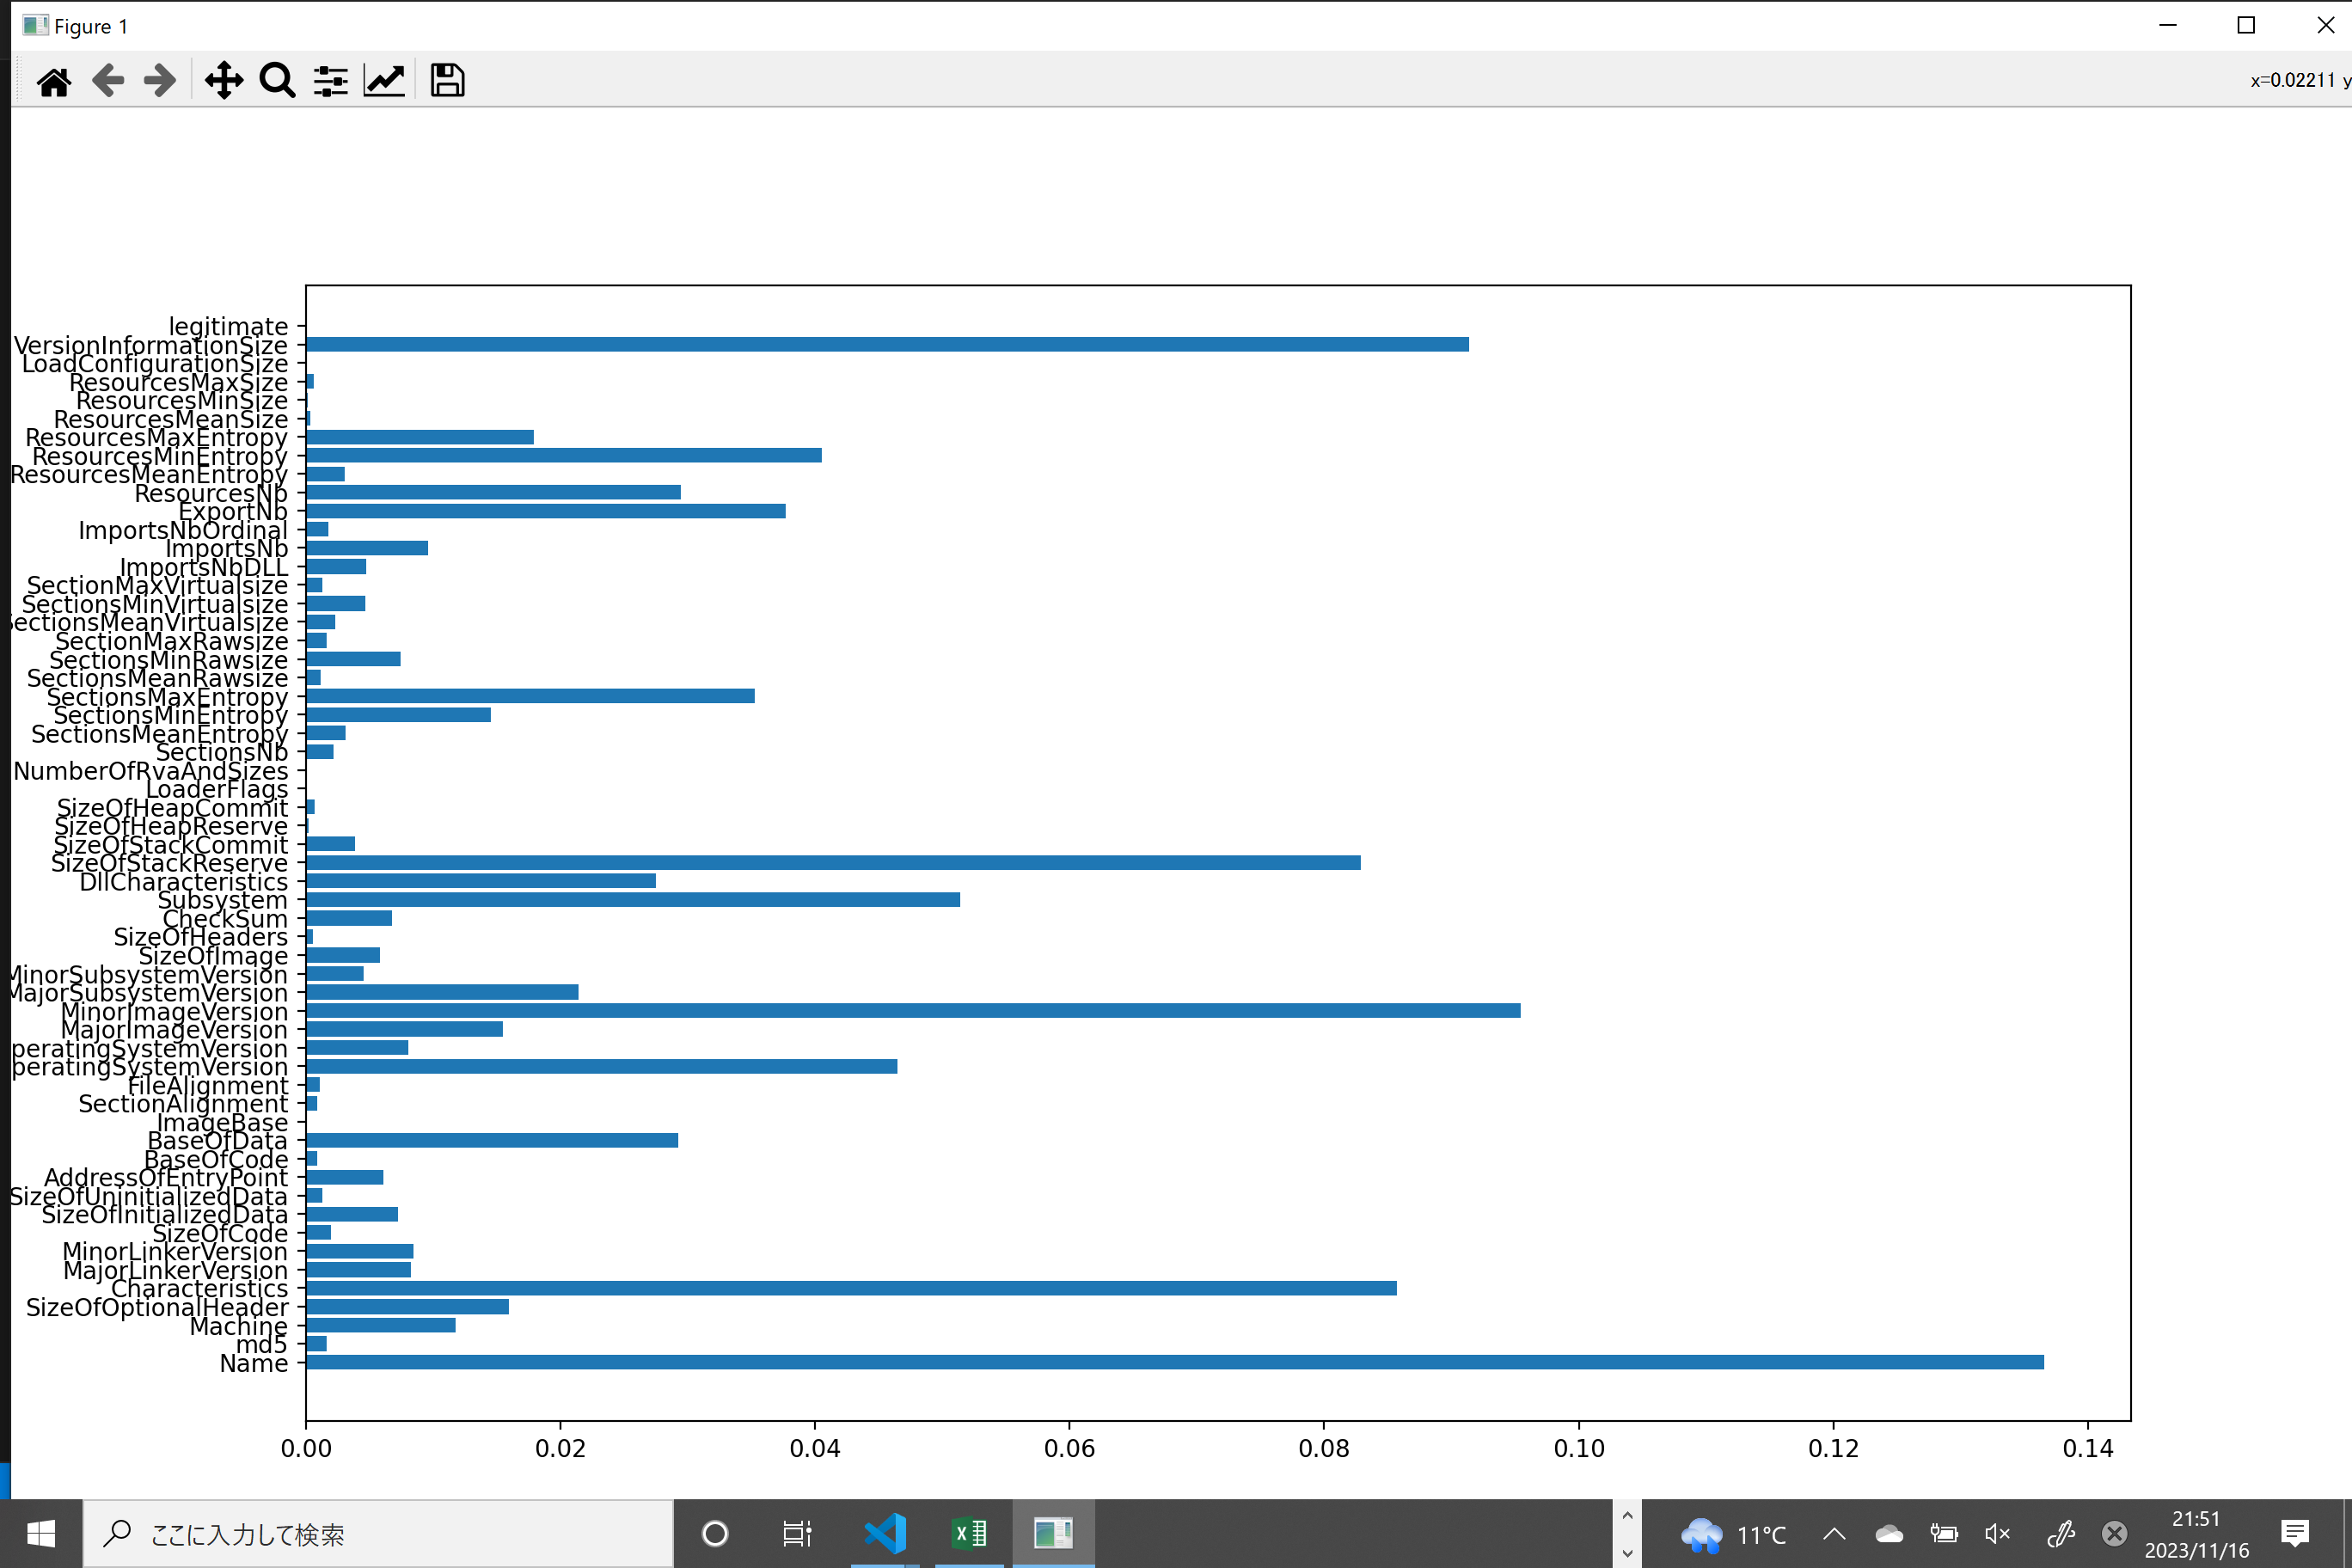 Figure 1
x=0.02211 y
legitimate
VersionInformationSize
LoadConfigurationSize
ResourcesMaxSize
ResourcesMinSize
ResourcesMeanSize
ResourcesMaxEntropy
ResourcesMinEntropy
ResourcesMeanEntropy
ResourcesNb
ExportNb
ImportsNbOrdinal
ImportsNb
ImportsNbDLL
SectionMaxVirtualsize
SectionsMinVirtualsize
SectionsMeanVirtualsize
SectionMaxRawsize
SectionsMinRawsize
SectionsMeanRawsize
SectionsMaxEntropy
SectionsMinEntropy
SectionsMeanEntropy
SectionsNb
NumberOfRvaAndSizes
LoaderFlags
SizeOfHeapCommit
SizeOfHeapReserve
SizeOfStackCommit
SizeOfStackReserve
DllCharacteristics
Subsystem
CheckSum
SizeOfHeaders
SizeOfImage
MinorSubsystemVersion
MajorSubsystemVersion
MinorImageVersion
MajorImageVersion
peratingSystemVersion
peratingSystemVersion
FileAlignment
SectionAlignment
ImageBase
BaseOfData
BaseOfCode
AddressOfEntryPoint
SizeOfUninitializedData
SizeOfInitializedData
SizeOfCode
MinorLinkerVersion
MajorLinkerVersion
Characteristics
SizeOfOptionalHeader
Machine
md5
Name
0.00 0.02 0.04 0.06 0.08 0.10 0.12 0.14
ここに入力して検索
11°C
21:51
2023/11/16